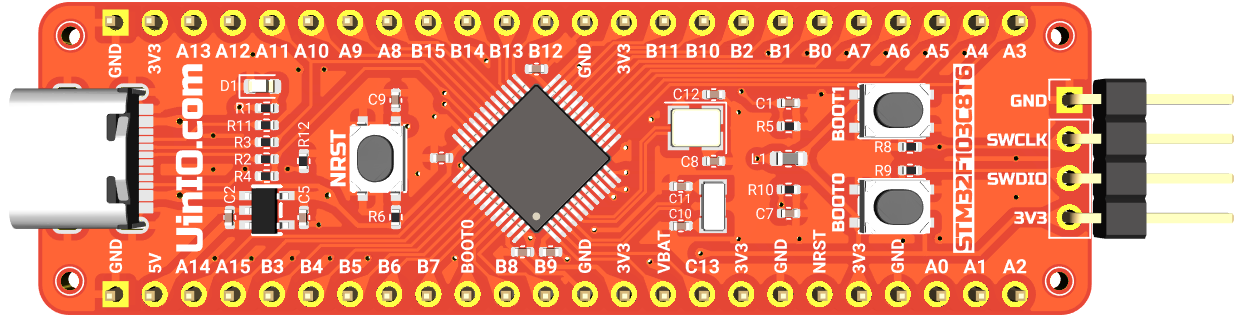 GND 3V3 A13 A12 A11 A10 A9 A8 B15 B14 B13 B12 GND 3V3 B11 B10 B2 B1 B0 A7 A6 A5 A4 A3
D1
R11
R3
R2
R4
R12
C2
C5
Uinio.com
NRST
C9
R6
C12
C8
C11
C10
C1
R5
L1
R10
C7
BOOT1
R8
R9
BOOT0
STM32F103C8T6
GND
SWCLK
SWDIO
3V3
GND 5V A14 A15 B3 B4 B5 B6 B7 BOOT0 B8 B9 GND 3V3 VBAT C13 3V3 GND NRST 3V3 GND A0 A1 A2